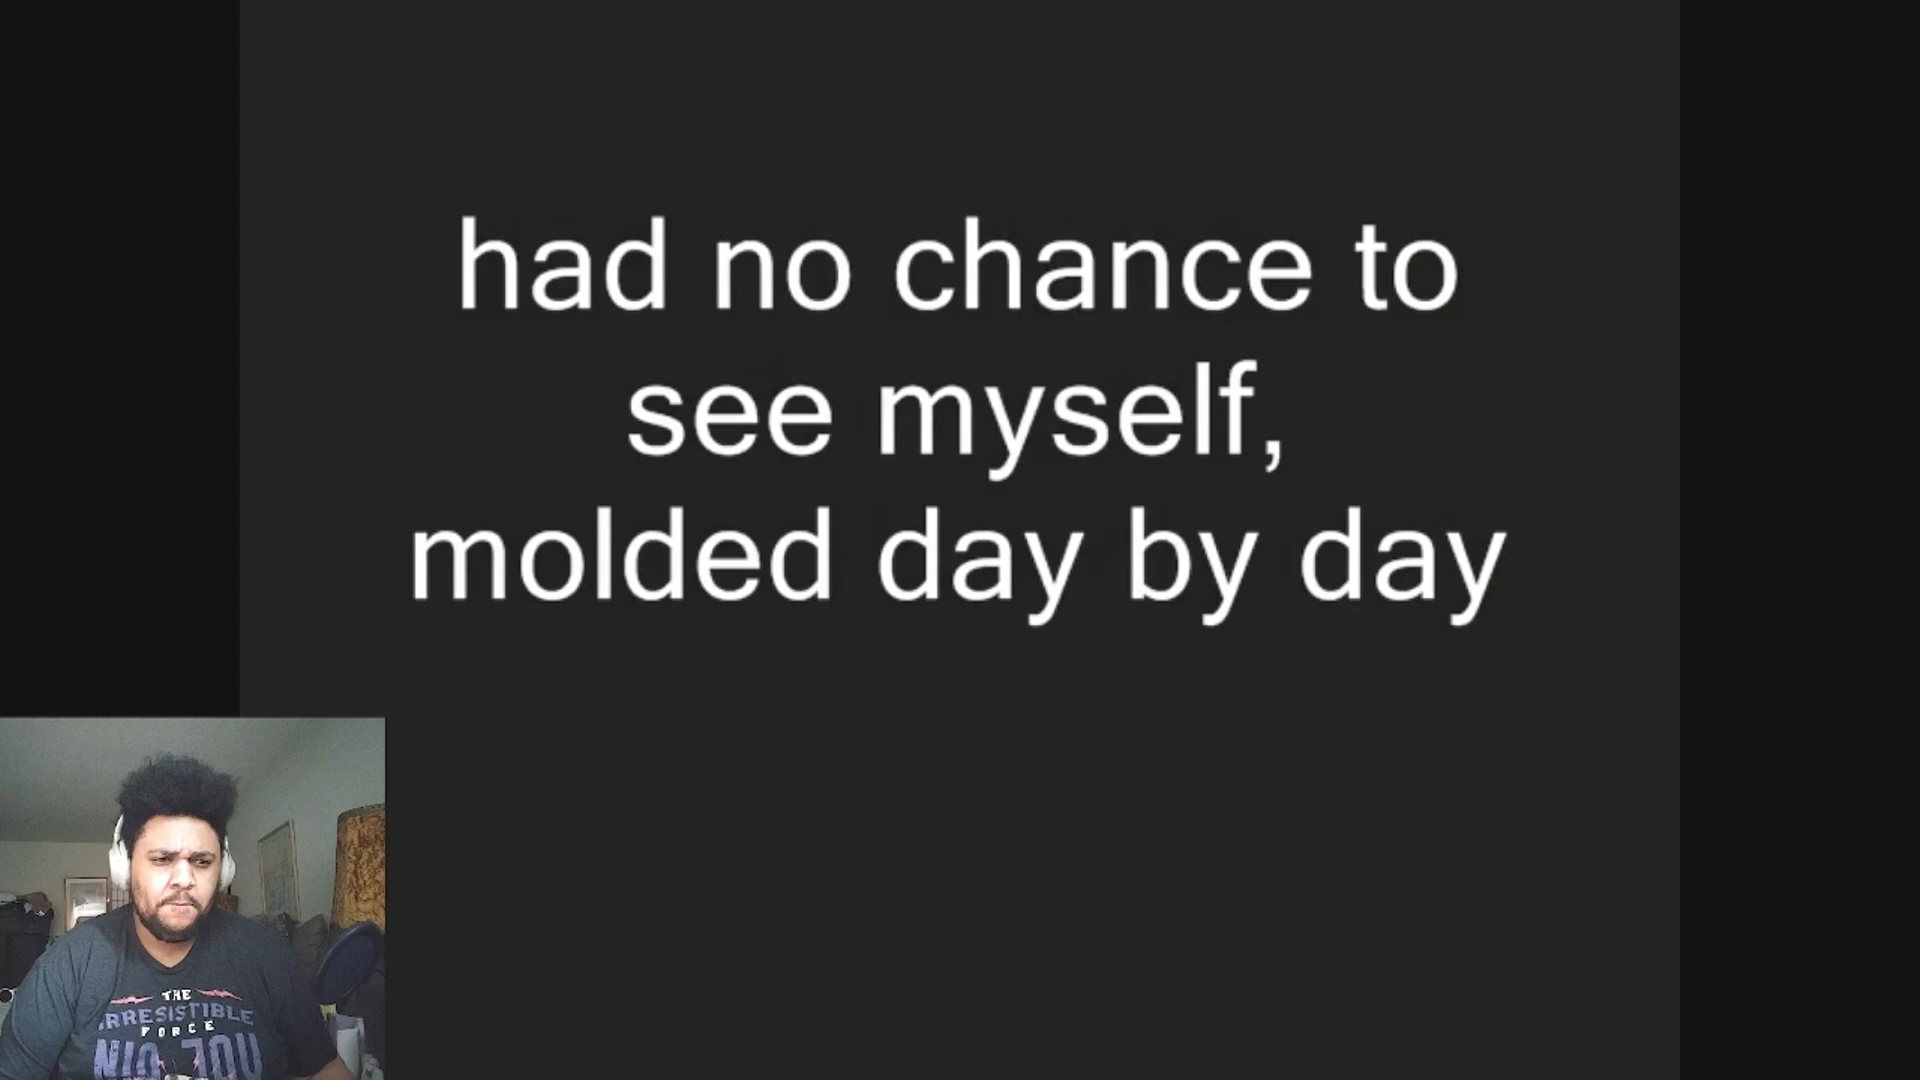 had no chance to
see myself,
molded day by day
THE
IRRESISTIBLE
FORCE